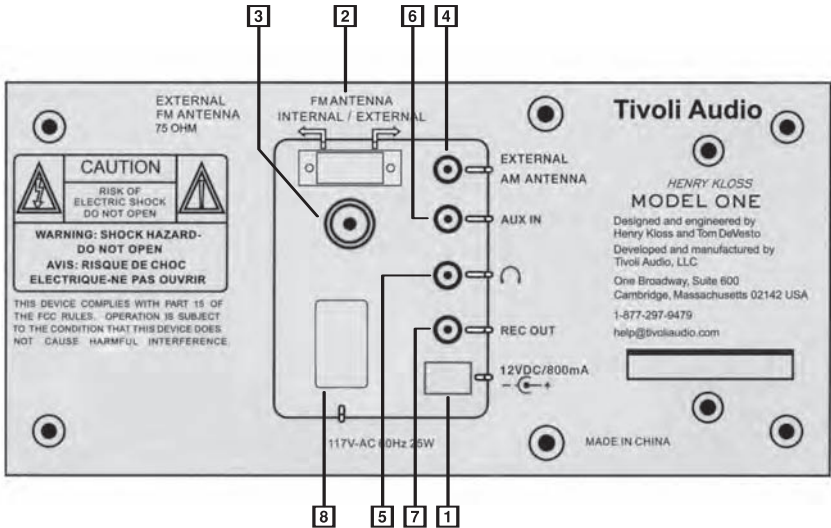 3
2
6
4
EXTERNAL
FM ANTENNA
75 OHM
FM ANTENNA
INTERNAL / EXTERNAL
CAUTION
RISK OF
ELECTRIC SHOCK
DO NOT OPEN
WARNING: SHOCK HAZARD-
DO NOT OPEN
AVIS: RISQUE DE CHOC
ELECTRIQUE-NE PAS OUVRIR
THIS DEVICE COMPLIES WITH PART 15 OF
THE FCC RULES. OPERATION IS SUBJECT
TO THE CONDITION THAT THIS DEVICE DOES
NOT CAUSE HARMFUL INTERFERENCE
EXTERNAL
AM ANTENNA
AUX IN
REC OUT
12VDC/800mA
- +
117V-AC 60Hz 25W
Tivoli Audio
HENRY KLOSS
MODEL ONE
Designed and engineered by
Henry Kloss and Tom DeVesto
Developed and manufactured by
Tivoli Audio, LLC
One Broadway, Suite 600
Cambridge, Massachusetts 02142 USA
1-877-297-9479
help@tivoliaudio.com
MADE IN CHINA
8
5
7
1